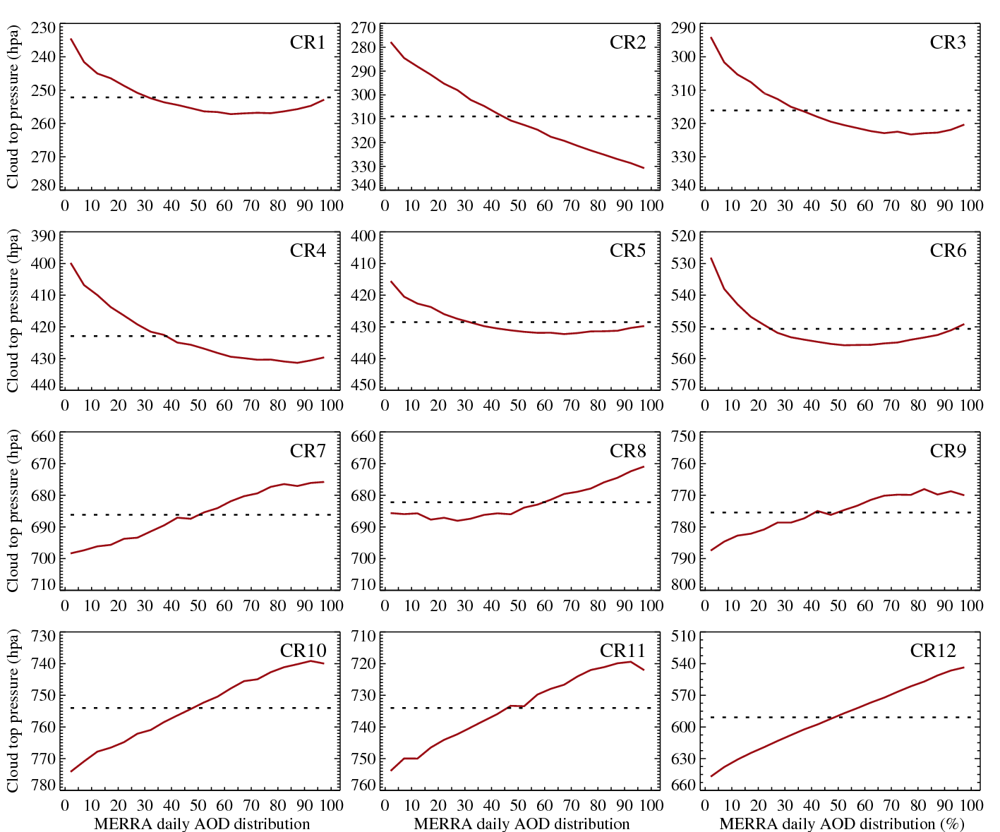 CR1
Cloud top pressure (hpa)
230
240
250
260
270
280
0 10 20 30 40 50 60 70 80 90 100
CR2
270
280
290
300
310
320
330
340
0 10 20 30 40 50 60 70 80 90 100
CR3
290
300
310
320
330
340
0 10 20 30 40 50 60 70 80 90 100
CR4
Cloud top pressure (hpa)
390
400
410
420
430
440
0 10 20 30 40 50 60 70 80 90 100
CR5
400
410
420
430
440
450
0 10 20 30 40 50 60 70 80 90 100
CR6
520
530
540
550
560
570
0 10 20 30 40 50 60 70 80 90 100
CR7
Cloud top pressure (hpa)
660
670
680
690
700
710
0 10 20 30 40 50 60 70 80 90 100
CR8
660
670
680
690
700
710
0 10 20 30 40 50 60 70 80 90 100
CR9
750
760
770
780
790
800
0 10 20 30 40 50 60 70 80 90 100
CR10
Cloud top pressure (hpa)
730
740
750
760
770
780
0 10 20 30 40 50 60 70 80 90 100
MERRA daily AOD distribution
CR11
710
720
730
740
750
760
0 10 20 30 40 50 60 70 80 90 100
MERRA daily AOD distribution
CR12
510
540
570
600
630
660
0 10 20 30 40 50 60 70 80 90 100
MERRA daily AOD distribution (%)